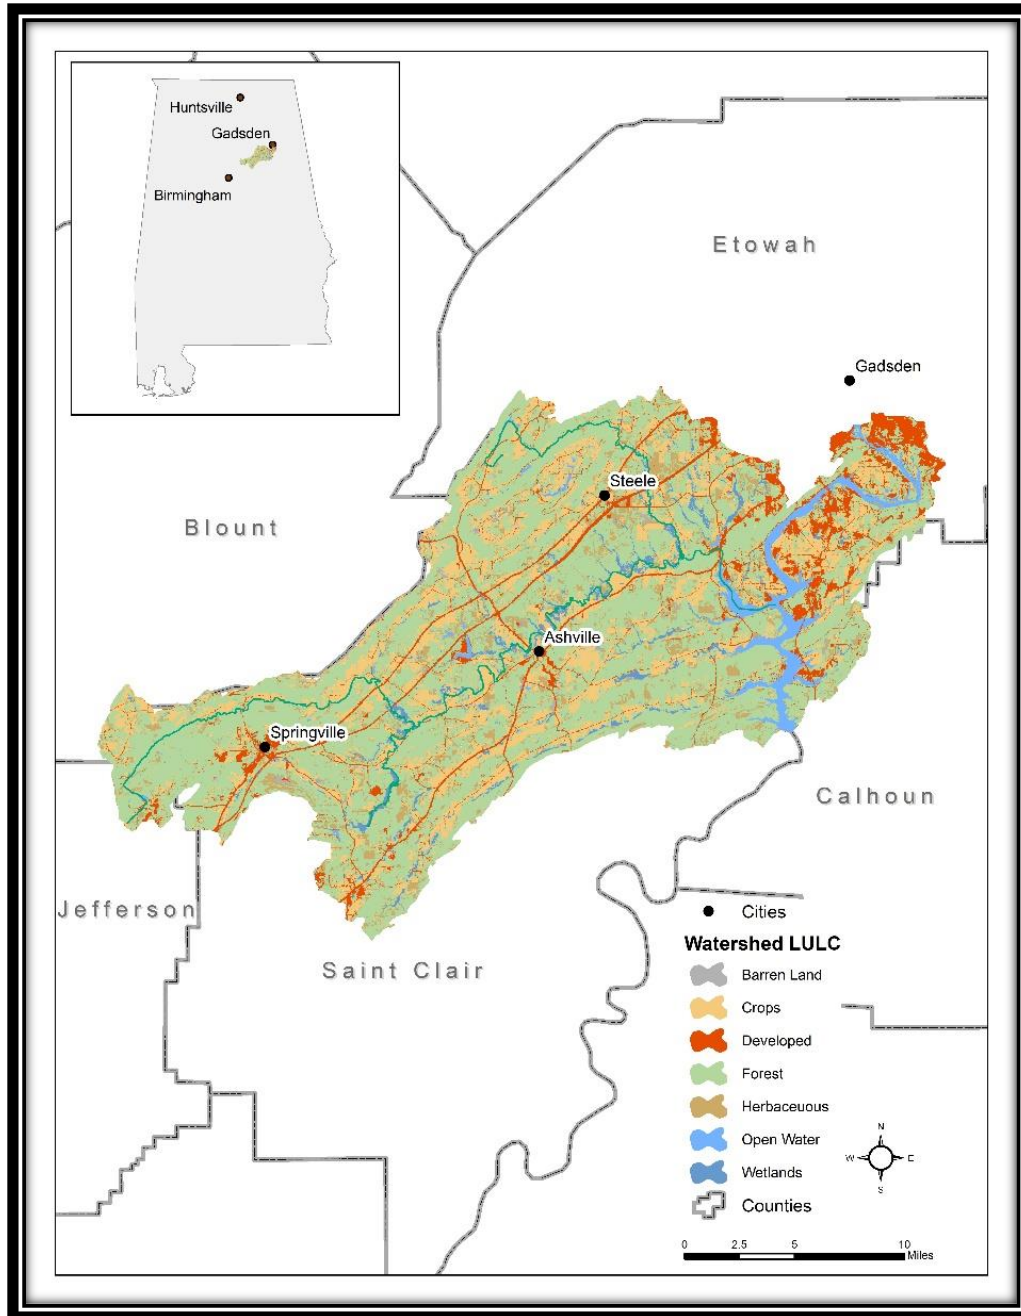 Huntsville
Gadsden
Birmingham
Etowah
Gadsden
Steele
Blount
Ashville
Springville
Calhoun
Jefferson
Saint Clair
Cities
Watershed LULC
Barren Land
Crops
Developed
Forest
Herbaceuous
Open Water
Wetlands
Counties
N
W E
S
0 2.5 5 10
Miles